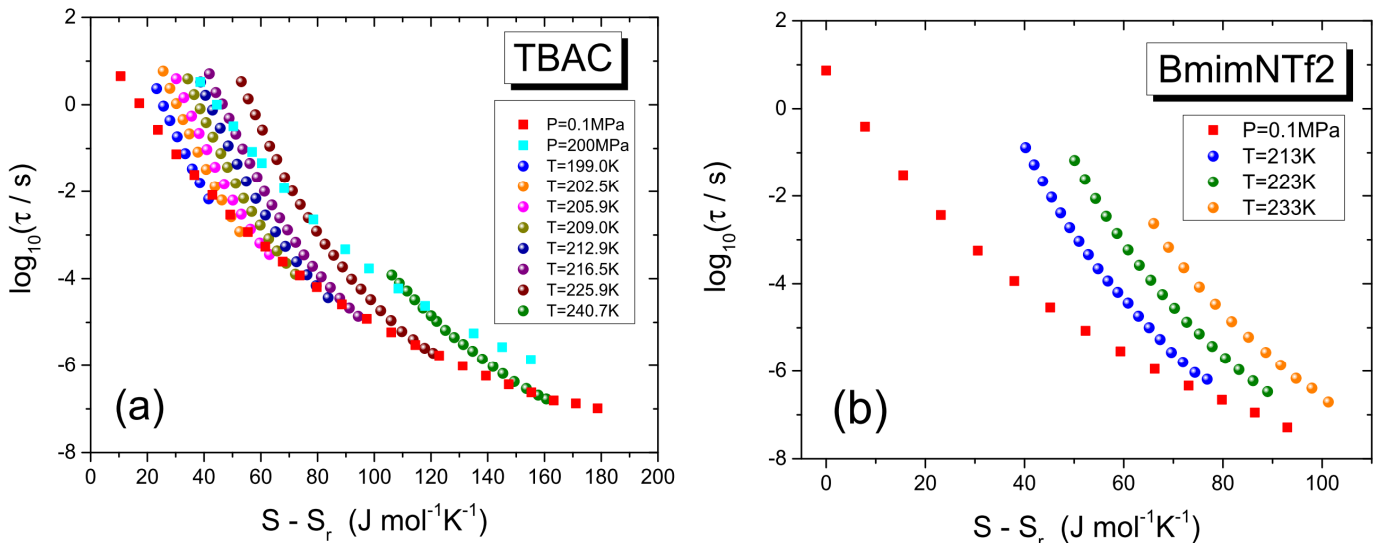 TBAC
P=0.1MPa
P=200MPa
T=199.0K
T=202.5K
T=205.9K
T=209.0K
T=212.9K
T=216.5K
T=225.9K
T=240.7K
(a)
2
0
-2
-4
-6
-8
log₁₀(τ / s)
0 20 40 60 80 100 120 140 160 180 200
S - Sᵣ (J mol⁻¹K⁻¹)
BmimNTf2
P=0.1MPa
T=213K
T=223K
T=233K
(b)
2
0
-2
-4
-6
-8
log₁₀(τ / s)
0 20 40 60 80 100
S - Sᵣ (J mol⁻¹K⁻¹)